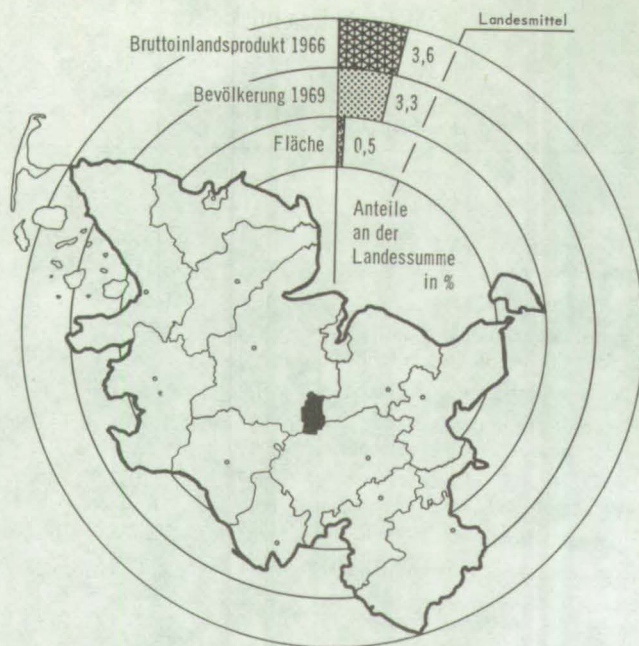 Landesmittel
Bruttoinlandsprodukt 1966 3,6
Bevölkerung 1969 3,3
Fläche 0,5
Anteile
an der
Landessumme
in %